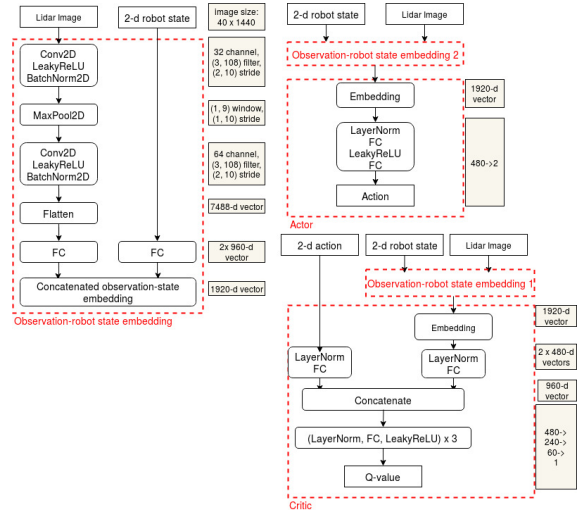 Lidar Image
2-d robot state
image size:
40 x 1440
Conv2D
LeakyReLU
BatchNorm2D
32 channel,
(3, 108) filter,
(2, 10) stride
MaxPool2D
(1, 9) window,
(1, 10) stride
Conv2D
LeakyReLU
BatchNorm2D
64 channel,
(3, 108) filter,
(2, 10) stride
Flatten
7488-d vector
FC
FC
2x 960-d
vector
Concatenated observation-state
embedding
1920-d vector
Observation-robot state embedding
2-d robot state
Lidar Image
Observation-robot state embedding 2
Embedding
1920-d
vector
LayerNorm
FC
LeakyReLU
FC
480->2
Action
Actor
2-d action
2-d robot state
Lidar Image
Observation-robot state embedding 1
Embedding
1920-d
vector
LayerNorm
FC
LayerNorm
FC
2 x 480-d
vectors
Concatenate
960-d
vector
(LayerNorm, FC, LeakyReLU) x 3
480->
240->
60->
1
Q-value
Critic